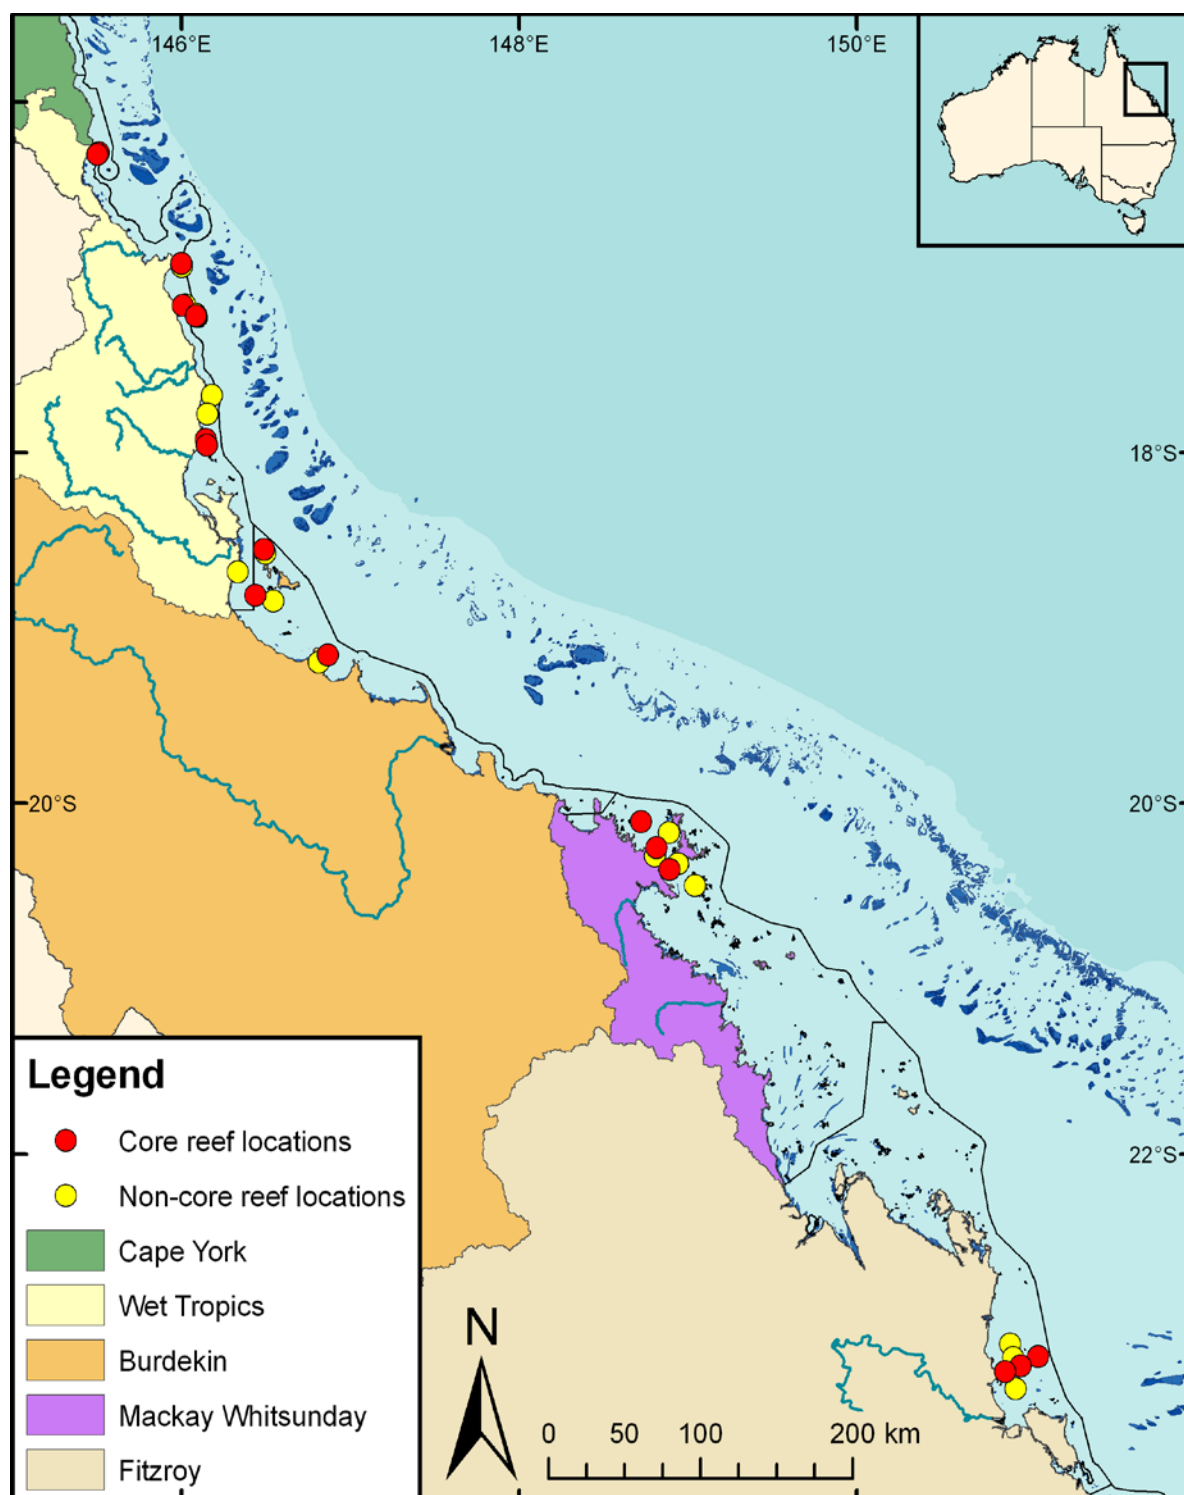 146°E
148°E
150°E
18°S
20°S
20°S
22°S
Legend
Core reef locations
Non-core reef locations
Cape York
Wet Tropics
Burdekin
Mackay Whitsunday
Fitzroy
N
0 50 100 200 km